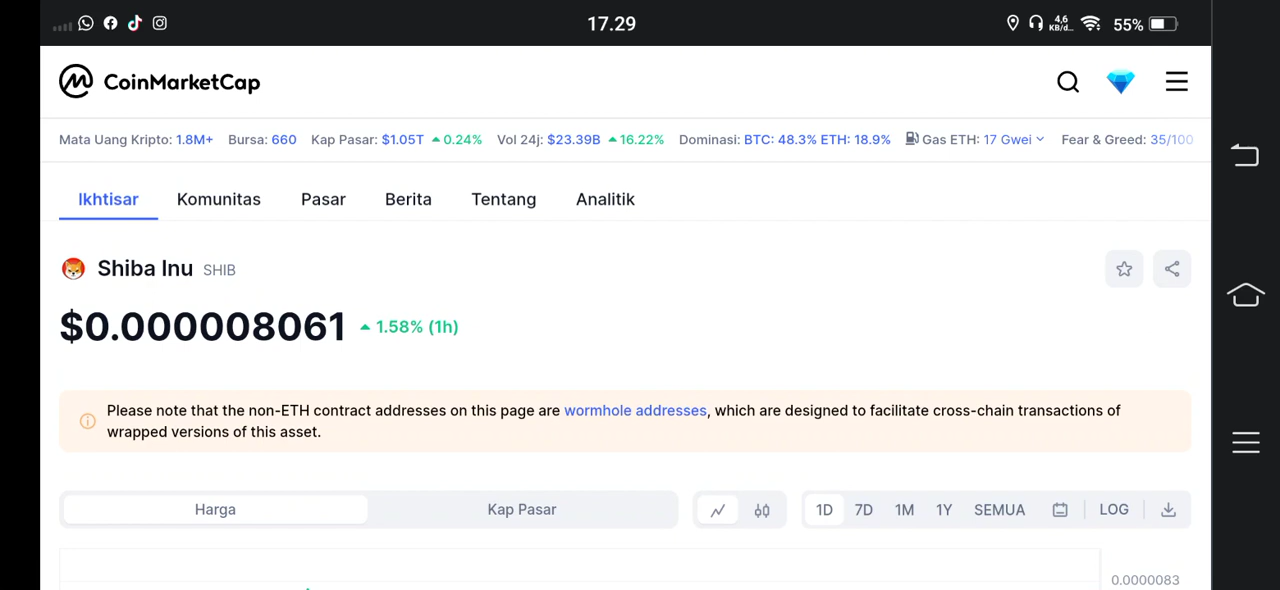 17.29
4,6
KB/d...
55%
CoinMarketCap
Mata Uang Kripto: 1.8M+ Bursa: 660 Kap Pasar: $1.05T 0.24% Vol 24j: $23.39B 16.22% Dominasi: BTC: 48.3% ETH: 18.9% Gas ETH: 17 Gwei Fear & Greed: 35/100
Ikhtisar Komunitas Pasar Berita Tentang Analitik
Shiba Inu SHIB
$0.000008061 1.58% (1h)
Please note that the non-ETH contract addresses on this page are wormhole addresses, which are designed to facilitate cross-chain transactions of
wrapped versions of this asset.
Harga Kap Pasar 1D 7D 1M 1Y SEMUA LOG
0.0000083